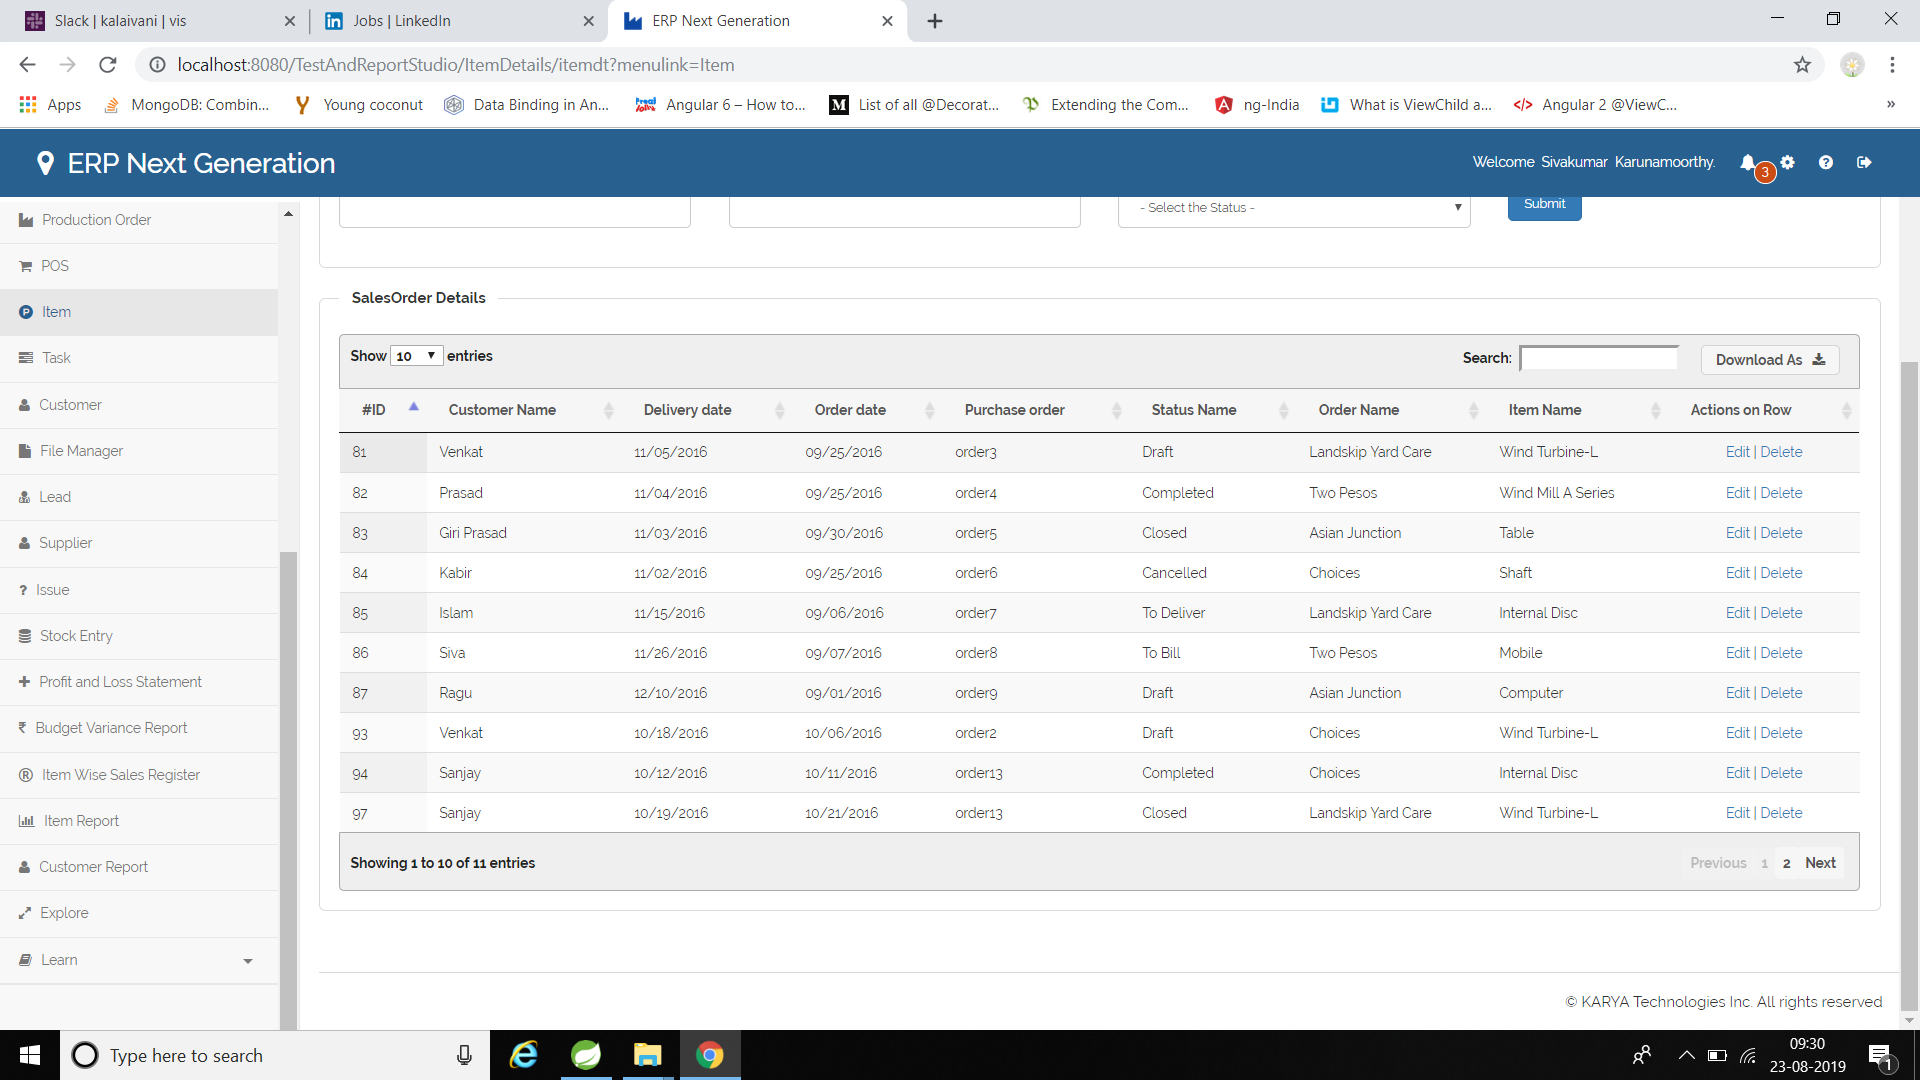 Slack | kalaivani | vis
Jobs | LinkedIn
ERP Next Generation
localhost:8080/TestAndReportStudio/ItemDetails/itemdt?menulink=Item
Apps MongoDB: Combin... Young coconut Data Binding in An... Angular 6 – How to... List of all @Decorat... Extending the Com... ng-India What is ViewChild a... Angular 2 @ViewC... »
ERP Next Generation
Welcome Sivakumar Karunamoorthy. 3
Production Order
POS
Item
Task
Customer
File Manager
Lead
Supplier
Issue
Stock Entry
Profit and Loss Statement
Budget Variance Report
Item Wise Sales Register
Item Report
Customer Report
Explore
Learn
- Select the Status - Submit
SalesOrder Details
Show 10 entries Search: Download As
#ID Customer Name Delivery date Order date Purchase order Status Name Order Name Item Name Actions on Row
81 Venkat 11/05/2016 09/25/2016 order3 Draft Landskip Yard Care Wind Turbine-L Edit | Delete
82 Prasad 11/04/2016 09/25/2016 order4 Completed Two Pesos Wind Mill A Series Edit | Delete
83 Giri Prasad 11/03/2016 09/30/2016 order5 Closed Asian Junction Table Edit | Delete
84 Kabir 11/02/2016 09/25/2016 order6 Cancelled Choices Shaft Edit | Delete
85 Islam 11/15/2016 09/06/2016 order7 To Deliver Landskip Yard Care Internal Disc Edit | Delete
86 Siva 11/26/2016 09/07/2016 order8 To Bill Two Pesos Mobile Edit | Delete
87 Ragu 12/10/2016 09/01/2016 order9 Draft Asian Junction Computer Edit | Delete
93 Venkat 10/18/2016 10/06/2016 order2 Draft Choices Wind Turbine-L Edit | Delete
94 Sanjay 10/12/2016 10/11/2016 order13 Completed Choices Internal Disc Edit | Delete
97 Sanjay 10/19/2016 10/21/2016 order13 Closed Landskip Yard Care Wind Turbine-L Edit | Delete
Showing 1 to 10 of 11 entries Previous 1 2 Next
© KARYA Technologies Inc. All rights reserved
Type here to search
09:30
23-08-2019
1